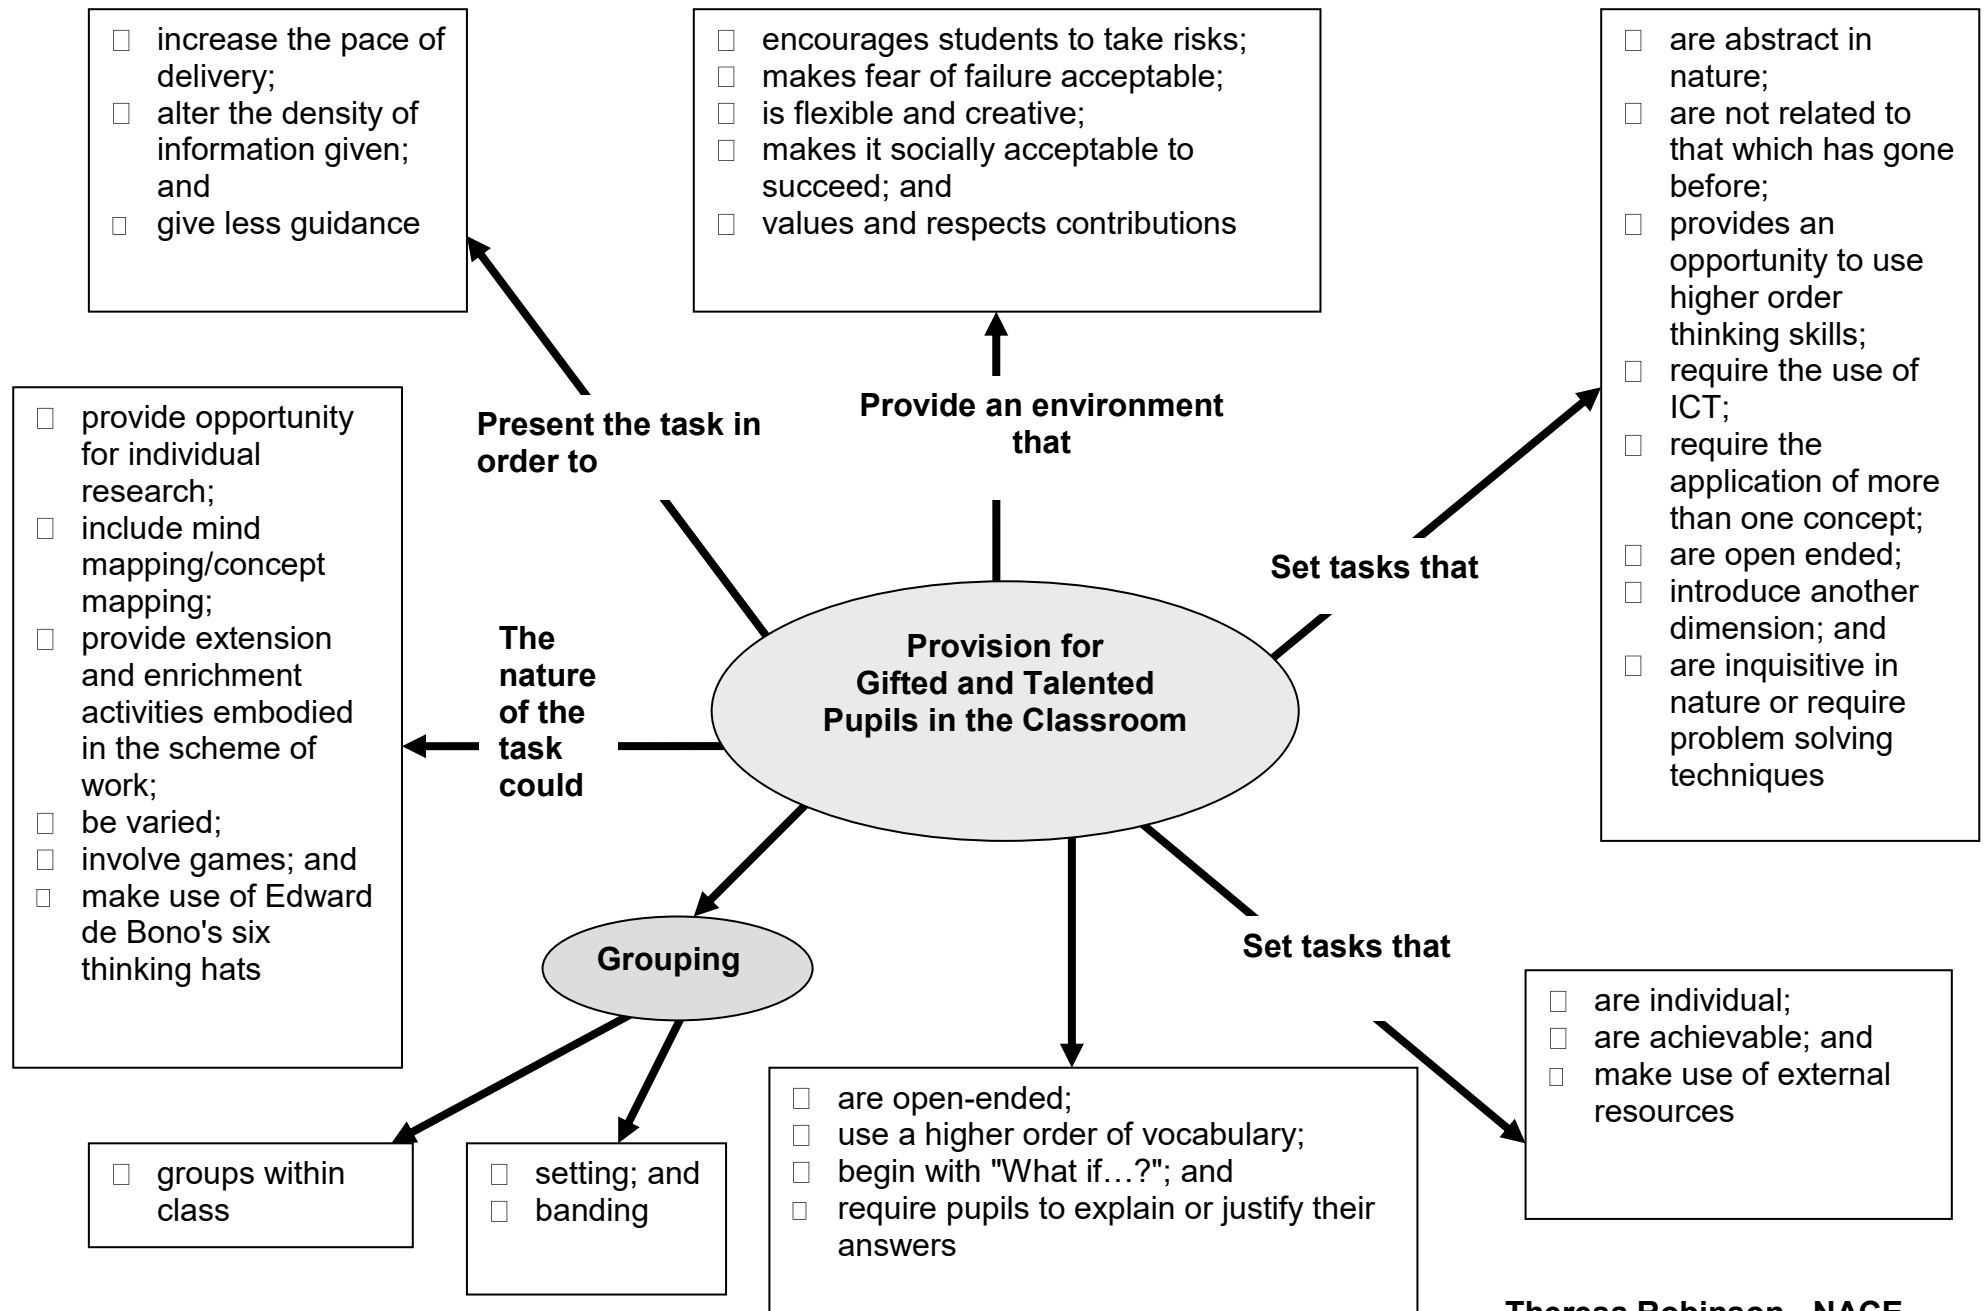 increase the pace of
delivery;
alter the density of
information given;
and
give less guidance
encourages students to take risks;
makes fear of failure acceptable;
is flexible and creative;
makes it socially acceptable to
succeed; and
values and respects contributions
are abstract in
nature;
are not related to
that which has gone
before;
provides an
opportunity to use
higher order
thinking skills;
require the use of
ICT;
require the
application of more
than one concept;
are open ended;
introduce another
dimension; and
are inquisitive in
nature or require
problem solving
techniques
Present the task in
order to
Provide an environment
that
Set tasks that
provide opportunity
for individual
research;
include mind
mapping/concept
mapping;
provide extension
and enrichment
activities embodied
in the scheme of
work;
be varied;
involve games; and
make use of Edward
de Bono's six
thinking hats
The
nature
of the
task
could
Provision for
Gifted and Talented
Pupils in the Classroom
Grouping
Set tasks that
are individual;
are achievable; and
make use of external
resources
groups within
class
setting; and
banding
are open-ended;
use a higher order of vocabulary;
begin with "What if…?"; and
require pupils to explain or justify their
answers
Theresa Robinson - NACE